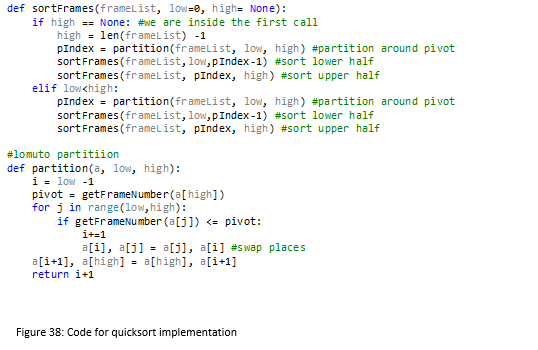 def sortFrames(frameList, low=0, high= None):
    if high == None: #we are inside the first call
        high = len(frameList) -1
        pIndex = partition(frameList, low, high) #partition around pivot
        sortFrames(frameList,low,pIndex-1) #sort lower half
        sortFrames(frameList, pIndex, high) #sort upper half
    elif low<high:
        pIndex = partition(frameList, low, high) #partition around pivot
        sortFrames(frameList,low,pIndex-1) #sort lower half
        sortFrames(frameList, pIndex, high) #sort upper half
#lomuto partitiion
def partition(a, low, high):
    i = low -1
    pivot = getFrameNumber(a[high])
    for j in range(low,high):
        if getFrameNumber(a[j]) <= pivot:
            i+=1
            a[i], a[j] = a[j], a[i] #swap places
    a[i+1], a[high] = a[high], a[i+1]
    return i+1
Figure 38: Code for quicksort implementation